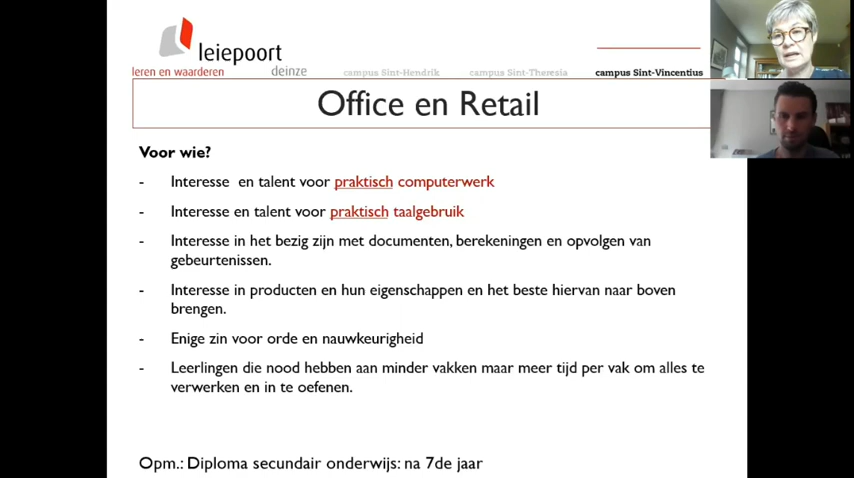 leiepoort
leren en waarderen deinze campus Sint-Hendrik campus Sint-Theresia campus Sint-Vincentius
Office en Retail
Voor wie?
- Interesse en talent voor praktisch computerwerk
- Interesse en talent voor praktisch taalgebruik
- Interesse in het bezig zijn met documenten, berekeningen en opvolgen van
gebeurtenissen.
- Interesse in producten en hun eigenschappen en het beste hiervan naar boven
brengen.
- Enige zin voor orde en nauwkeurigheid
- Leerlingen die nood hebben aan minder vakken maar meer tijd per vak om alles te
verwerken en in te oefenen.
Opm.: Diploma secundair onderwijs: na 7de jaar